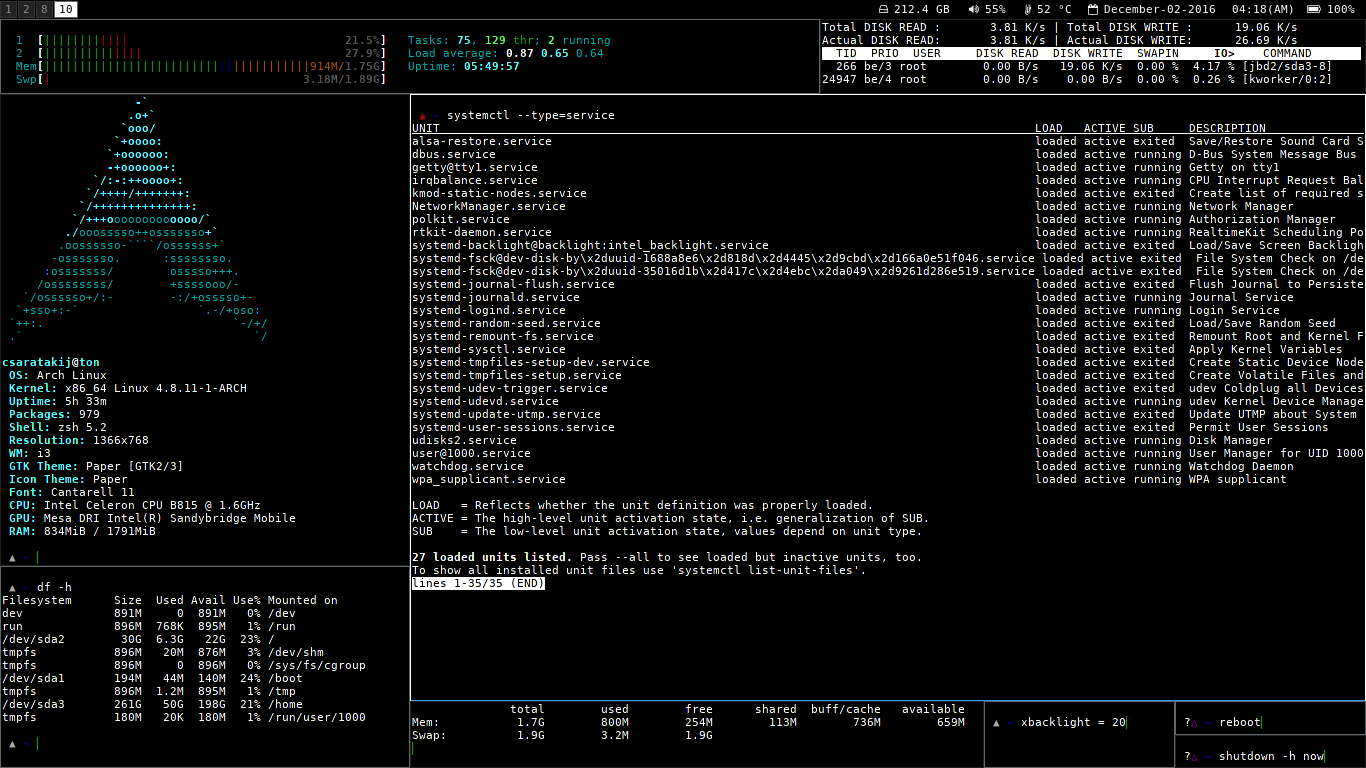 1 2 8 10
212.4 GB 55% 52 °C December-02-2016 04:18(AM) 100%
1 [|||||||||||| 21.5%]
2 [|||||||||||||| 27.9%]
Mem[||||||||||||||||||||||||||||||||||||||914M/1.75G]
Swp[| 3.18M/1.89G]
Tasks: 75, 129 thr; 2 running
Load average: 0.87 0.65 0.64
Uptime: 05:49:57
Total DISK READ : 3.81 K/s | Total DISK WRITE : 19.06 K/s
Actual DISK READ: 3.81 K/s | Actual DISK WRITE: 26.69 K/s
TID PRIO USER DISK READ DISK WRITE SWAPIN IO> COMMAND
266 be/3 root 0.00 B/s 19.06 K/s 0.00 % 4.17 % [jbd2/sda3-8]
24947 be/4 root 0.00 B/s 0.00 B/s 0.00 % 0.26 % [kworker/0:2]
-`
.o+`
`ooo/
`+oooo:
`+oooooo:
-+oooooo+:
`/:-:++oooo+:
`/++++/+++++++:
`/++++++++++++++:
`/+++ooooooooooooo/`
./ooosssso++osssssso+`
.oossssso-````/ossssss+`
-osssssso. :ssssssso.
:osssssss/ osssso+++.
/ossssssss/ +ssssooo/-
`/ossssso+/:- -:/+osssso+-
`+sso+:-` `.-/+oso:
`++:. `-/+/
.` `/
csaratakij@ton
OS: Arch Linux
Kernel: x86_64 Linux 4.8.11-1-ARCH
Uptime: 5h 33m
Packages: 979
Shell: zsh 5.2
Resolution: 1366x768
WM: i3
GTK Theme: Paper [GTK2/3]
Icon Theme: Paper
Font: Cantarell 11
CPU: Intel Celeron CPU B815 @ 1.6GHz
GPU: Mesa DRI Intel(R) Sandybridge Mobile
RAM: 834MiB / 1791MiB
▲ ~
▲ ~ df -h
Filesystem Size Used Avail Use% Mounted on
dev 891M 0 891M 0% /dev
run 896M 768K 895M 1% /run
/dev/sda2 30G 6.3G 22G 23% /
tmpfs 896M 20M 876M 3% /dev/shm
tmpfs 896M 0 896M 0% /sys/fs/cgroup
/dev/sda1 194M 44M 140M 24% /boot
tmpfs 896M 1.2M 895M 1% /tmp
/dev/sda3 261G 50G 198G 21% /home
tmpfs 180M 20K 180M 1% /run/user/1000
▲ ~
▲ ~ systemctl --type=service
UNIT LOAD ACTIVE SUB DESCRIPTION
alsa-restore.service loaded active exited Save/Restore Sound Card S
dbus.service loaded active running D-Bus System Message Bus
getty@tty1.service loaded active running Getty on tty1
irqbalance.service loaded active running CPU Interrupt Request Bal
kmod-static-nodes.service loaded active exited Create list of required s
NetworkManager.service loaded active running Network Manager
polkit.service loaded active running Authorization Manager
rtkit-daemon.service loaded active running RealtimeKit Scheduling Po
systemd-backlight@backlight:intel_backlight.service loaded active exited Load/Save Screen Backligh
systemd-fsck@dev-disk-by\x2duuid-1688a8e6\x2d818d\x2d4445\x2d9cbd\x2d166a0e51f046.service loaded active exited File System Check on /de
systemd-fsck@dev-disk-by\x2duuid-35016d1b\x2d417c\x2d4ebc\x2da049\x2d9261d286e519.service loaded active exited File System Check on /de
systemd-journal-flush.service loaded active exited Flush Journal to Persiste
systemd-journald.service loaded active running Journal Service
systemd-logind.service loaded active running Login Service
systemd-random-seed.service loaded active exited Load/Save Random Seed
systemd-remount-fs.service loaded active exited Remount Root and Kernel F
systemd-sysctl.service loaded active exited Apply Kernel Variables
systemd-tmpfiles-setup-dev.service loaded active exited Create Static Device Node
systemd-tmpfiles-setup.service loaded active exited Create Volatile Files and
systemd-udev-trigger.service loaded active exited udev Coldplug all Devices
systemd-udevd.service loaded active running udev Kernel Device Manage
systemd-update-utmp.service loaded active exited Update UTMP about System
systemd-user-sessions.service loaded active exited Permit User Sessions
udisks2.service loaded active running Disk Manager
user@1000.service loaded active running User Manager for UID 1000
watchdog.service loaded active running Watchdog Daemon
wpa_supplicant.service loaded active running WPA supplicant
LOAD = Reflects whether the unit definition was properly loaded.
ACTIVE = The high-level unit activation state, i.e. generalization of SUB.
SUB = The low-level unit activation state, values depend on unit type.
27 loaded units listed. Pass --all to see loaded but inactive units, too.
To show all installed unit files use 'systemctl list-unit-files'.
lines 1-35/35 (END)
total used free shared buff/cache available
Mem: 1.7G 800M 254M 113M 736M 659M
Swap: 1.9G 3.2M 1.9G
▲ ~ xbacklight = 20
?△ ~ reboot
?△ ~ shutdown -h now